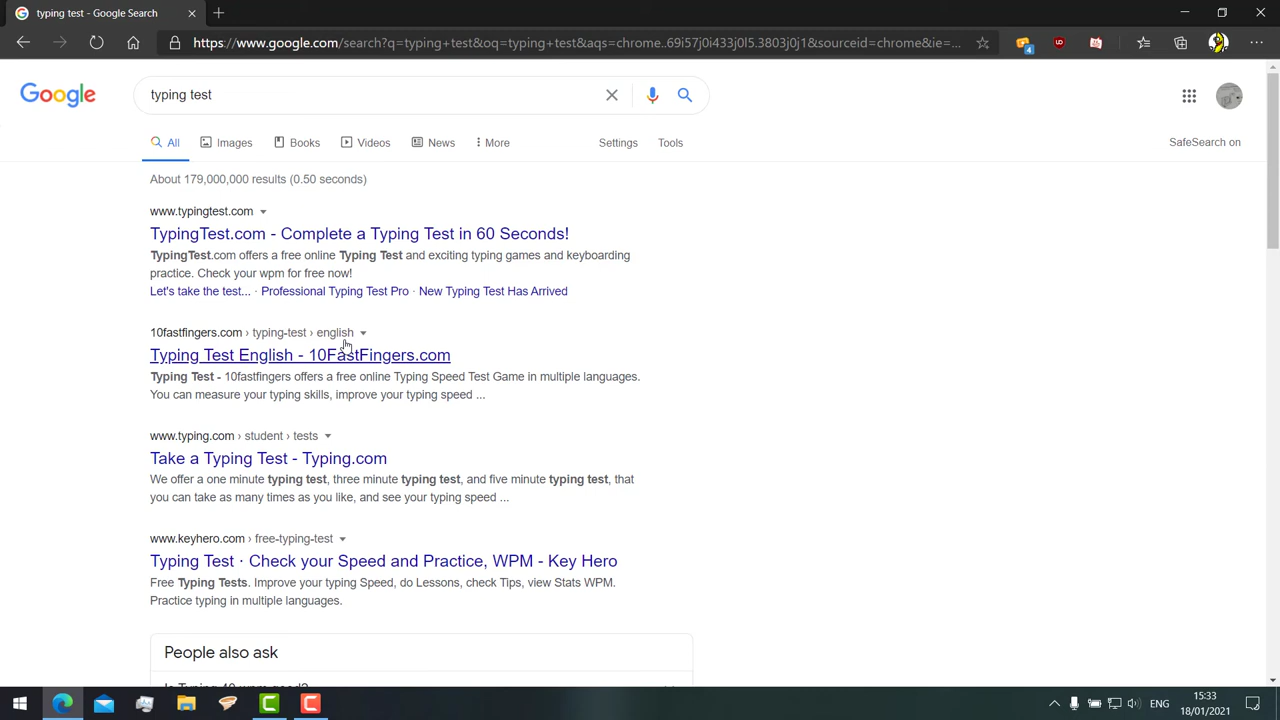 typing test - Google Search
https://www.google.com/search?q=typing+test&oq=typing+test&aqs=chrome..69i57j0i433j0l5.3803j0j1&sourceid=chrome&ie=...
4
Google
typing test
All
Images
Books
Videos
News
More
Settings
Tools
SafeSearch on
About 179,000,000 results (0.50 seconds)
www.typingtest.com
TypingTest.com - Complete a Typing Test in 60 Seconds!
TypingTest.com offers a free online Typing Test and exciting typing games and keyboarding
practice. Check your wpm for free now!
Let's take the test... · Professional Typing Test Pro · New Typing Test Has Arrived
10fastfingers.com › typing-test › english
Typing Test English - 10FastFingers.com
Typing Test - 10fastfingers offers a free online Typing Speed Test Game in multiple languages.
You can measure your typing skills, improve your typing speed ...
www.typing.com › student › tests
Take a Typing Test - Typing.com
We offer a one minute typing test, three minute typing test, and five minute typing test, that
you can take as many times as you like, and see your typing speed ...
www.keyhero.com › free-typing-test
Typing Test · Check your Speed and Practice, WPM - Key Hero
Free Typing Tests. Improve your typing Speed, do Lessons, check Tips, view Stats WPM.
Practice typing in multiple languages.
People also ask
Is Typing 40 wpm good?
ENG
15:33
18/01/2021